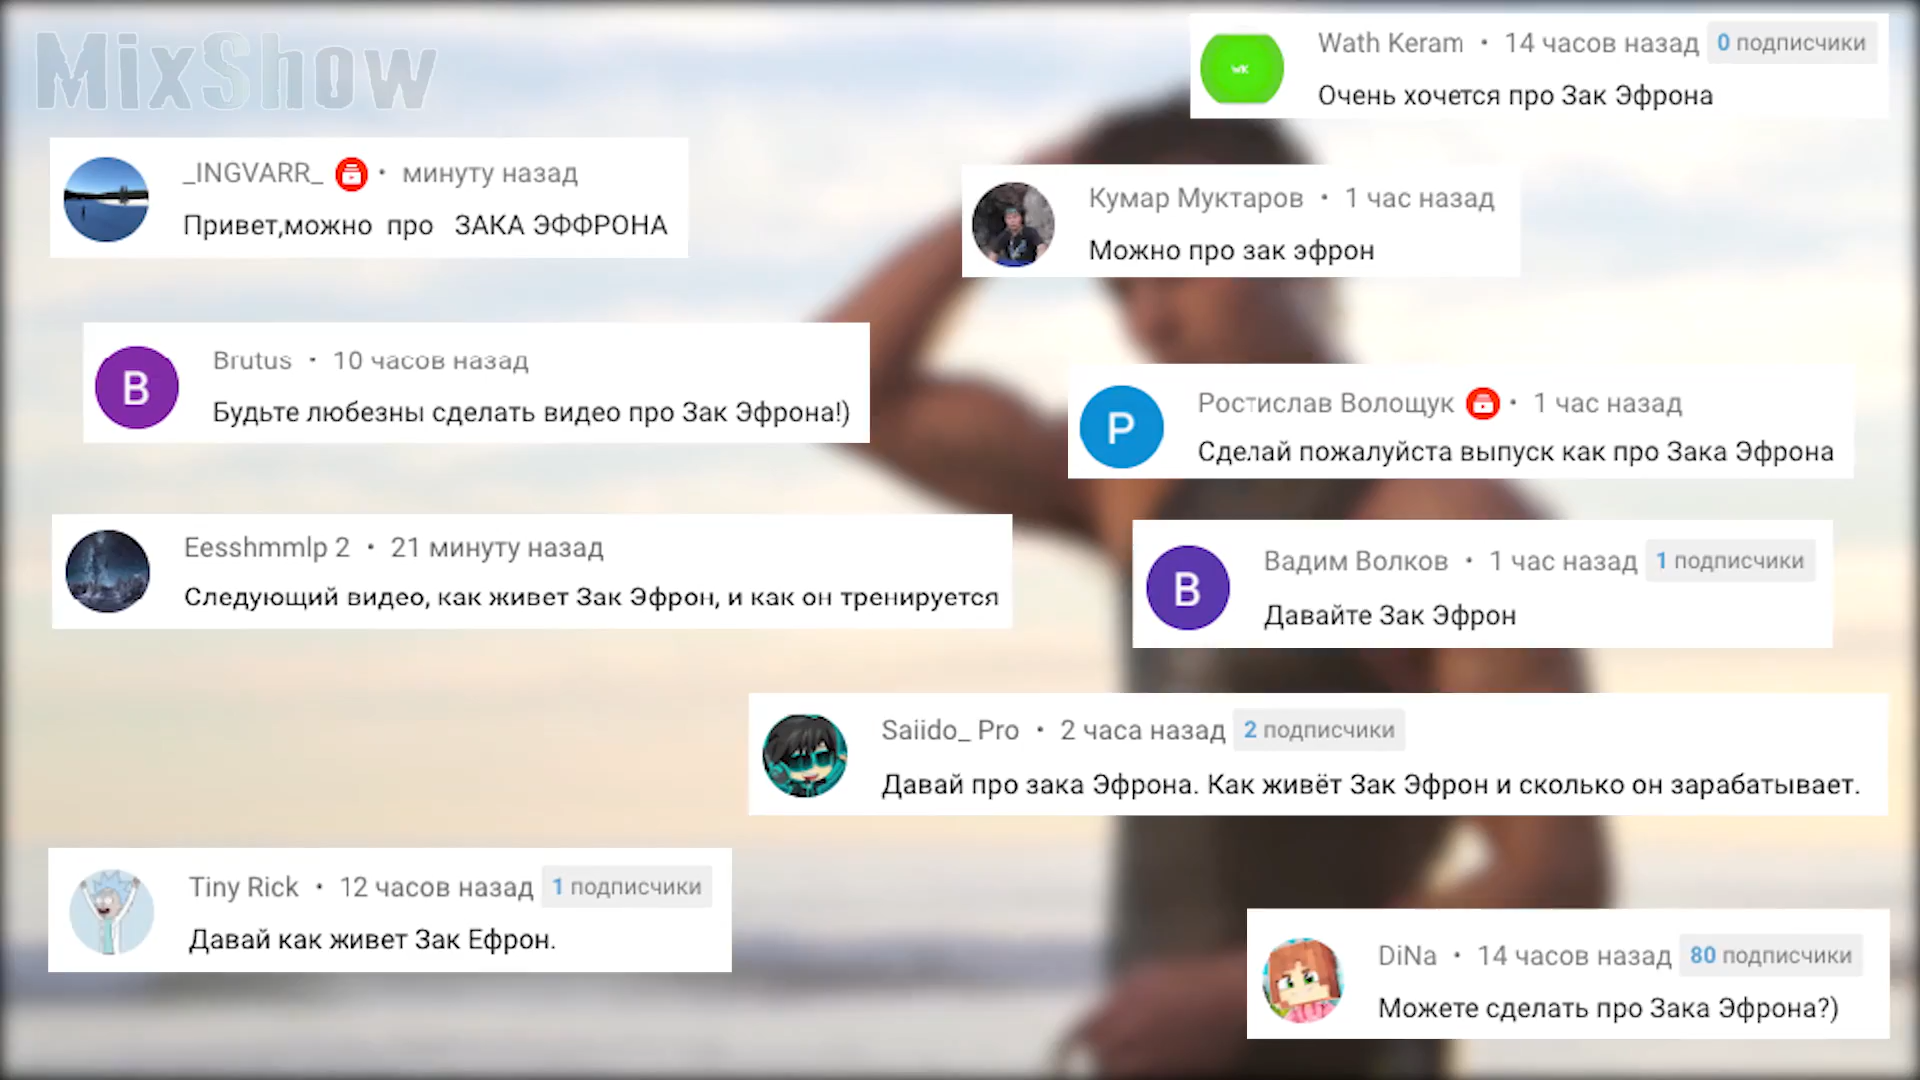 MixShow
Wath Keram • 14 часов назад 0 подписчики
Очень хочется про Зак Эфрона
WK
_INGVARR_ • минуту назад
Привет,можно про ЗАКА ЭФФРОНА
Кумар Муктаров • 1 час назад
Можно про зак эфрон
Brutus • 10 часов назад
B
Будьте любезны сделать видео про Зак Эфрона!)
Ростислав Волощук • 1 час назад
Р
Сделай пожалуйста выпуск как про Зака Эфрона
Eesshmmlp 2 • 21 минуту назад
Следующий видео, как живет Зак Эфрон, и как он тренируется
Вадим Волков • 1 час назад 1 подписчики
В
Давайте Зак Эфрон
Saiido_ Pro • 2 часа назад 2 подписчики
Давай про зака Эфрона. Как живёт Зак Эфрон и сколько он зарабатывает.
Tiny Rick • 12 часов назад 1 подписчики
Давай как живет Зак Ефрон.
DiNa • 14 часов назад 80 подписчики
Можете сделать про Зака Эфрона?)